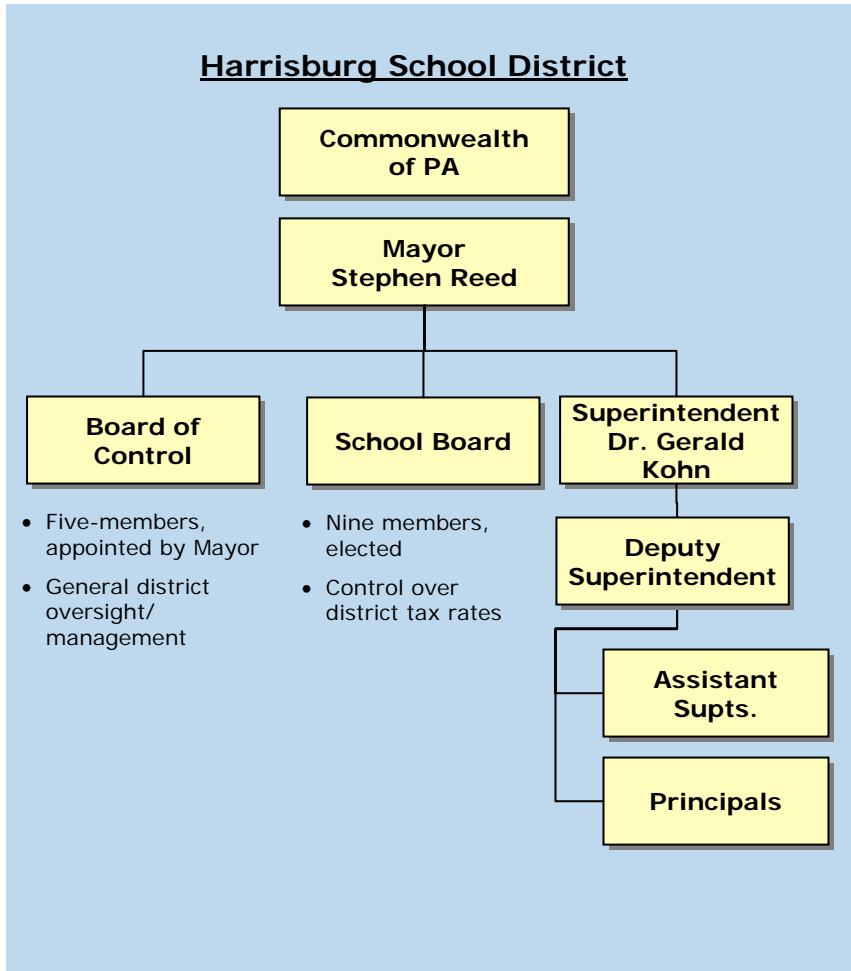 Harrisburg School District
Commonwealth
of PA
Mayor
Stephen Reed
Board of
Control
• Five-members,
appointed by Mayor
• General district
oversight/
management
School Board
• Nine members,
elected
• Control over
district tax rates
Superintendent
Dr. Gerald
Kohn
Deputy
Superintendent
Assistant
Supts.
Principals